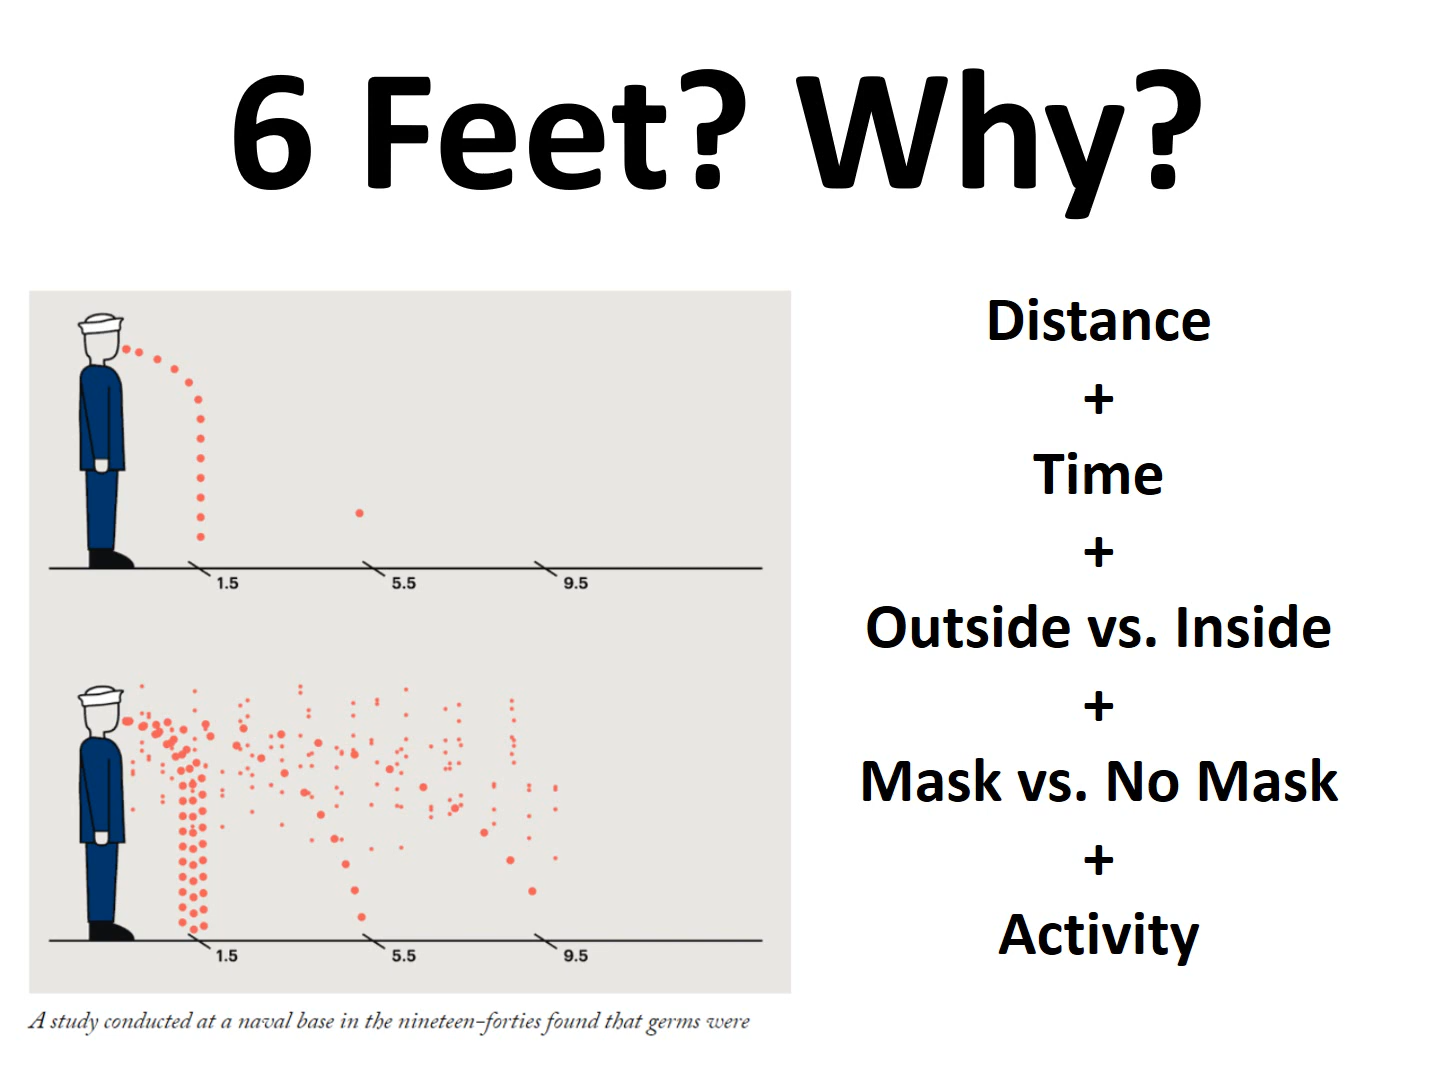 6 Feet? Why?
1.5 5.5 9.5
1.5 5.5 9.5
A study conducted at a naval base in the nineteen-forties found that germs were
Distance
+
Time
+
Outside vs. Inside
+
Mask vs. No Mask
+
Activity